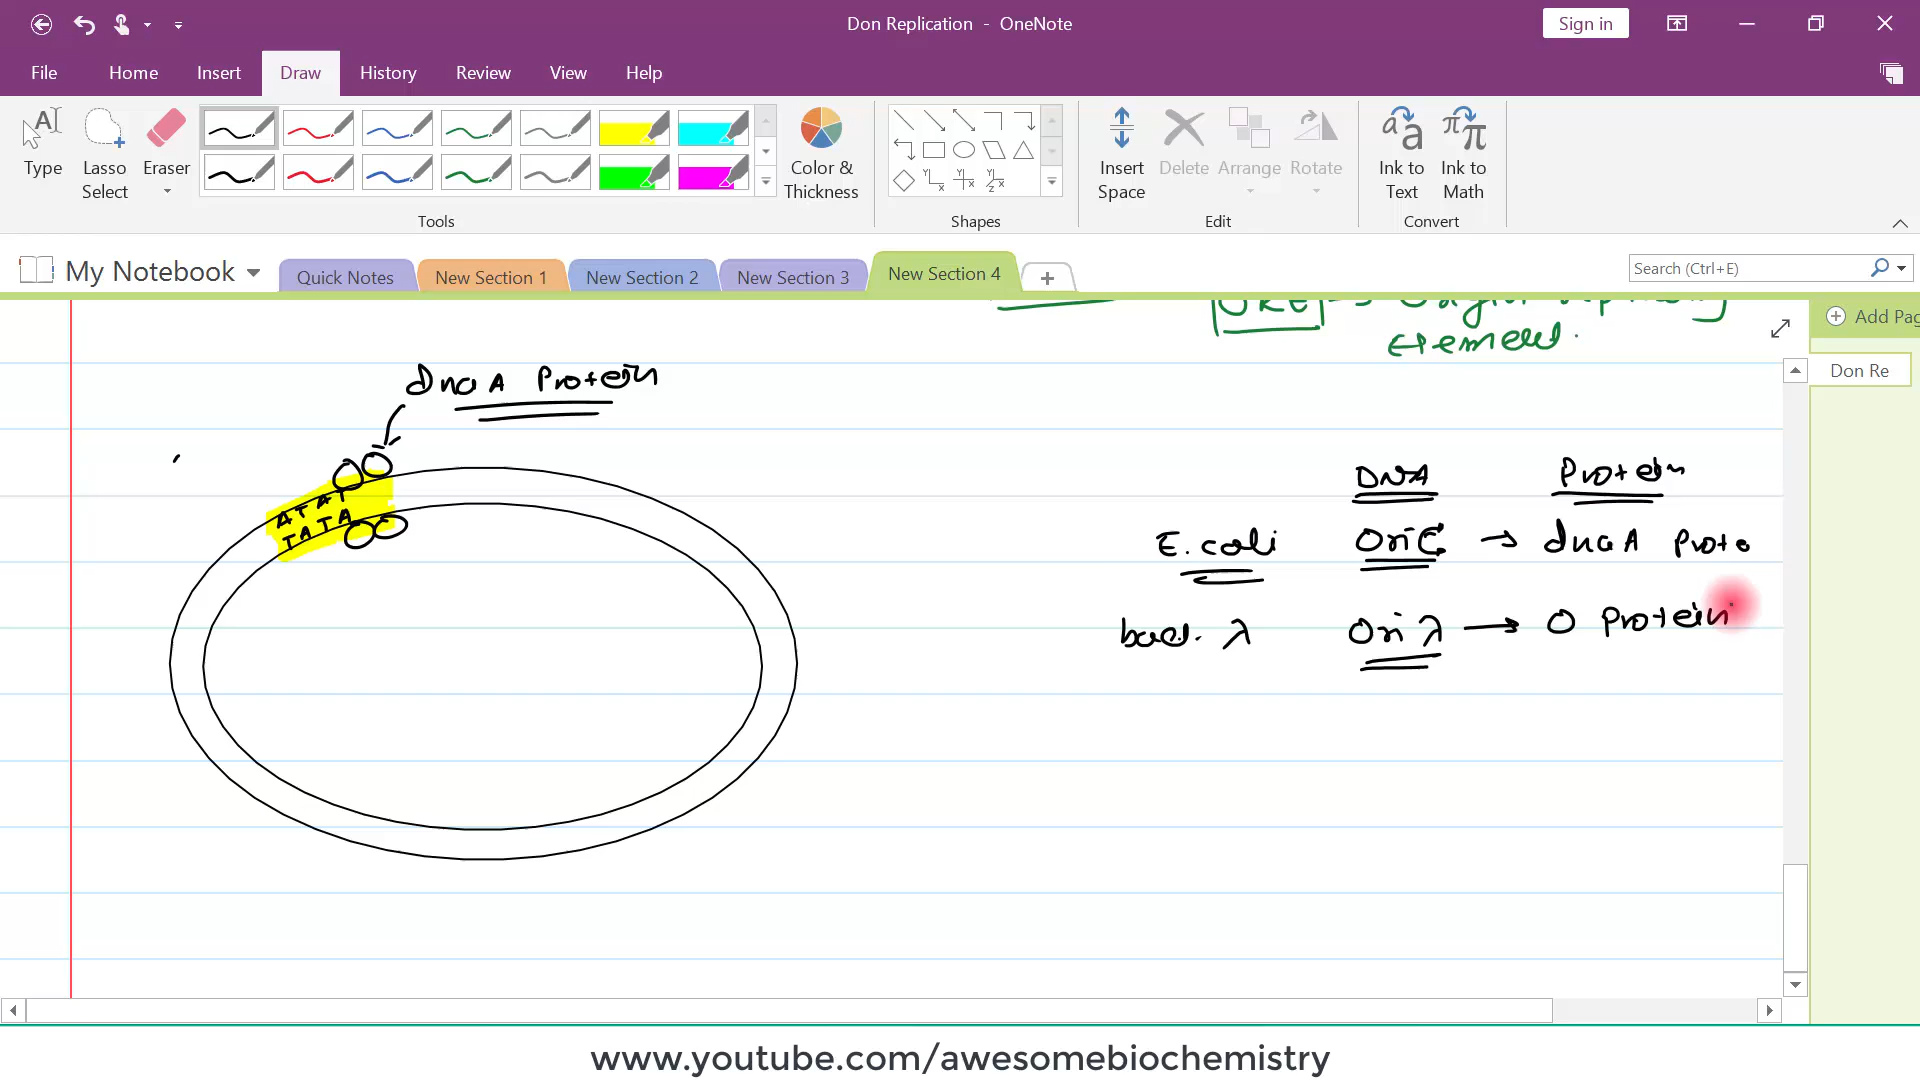 Don Replication - OneNote
Sign in
File Home Insert Draw History Review View Help
Type
Lasso Select
Eraser
Color & Thickness
Insert Space
Delete
Arrange
Rotate
Ink to Text
Ink to Math
Tools
Shapes
Edit
Convert
My Notebook
Quick Notes
New Section 1
New Section 2
New Section 3
New Section 4
Search (Ctrl+E)
Add Pag
Don Re
Element.
dnaA Protein
ATAT
TATA
DNA Protein
E. coli OriC → dnaA Prote
bact. λ Ori λ → O Protein
www.youtube.com/awesomebiochemistry